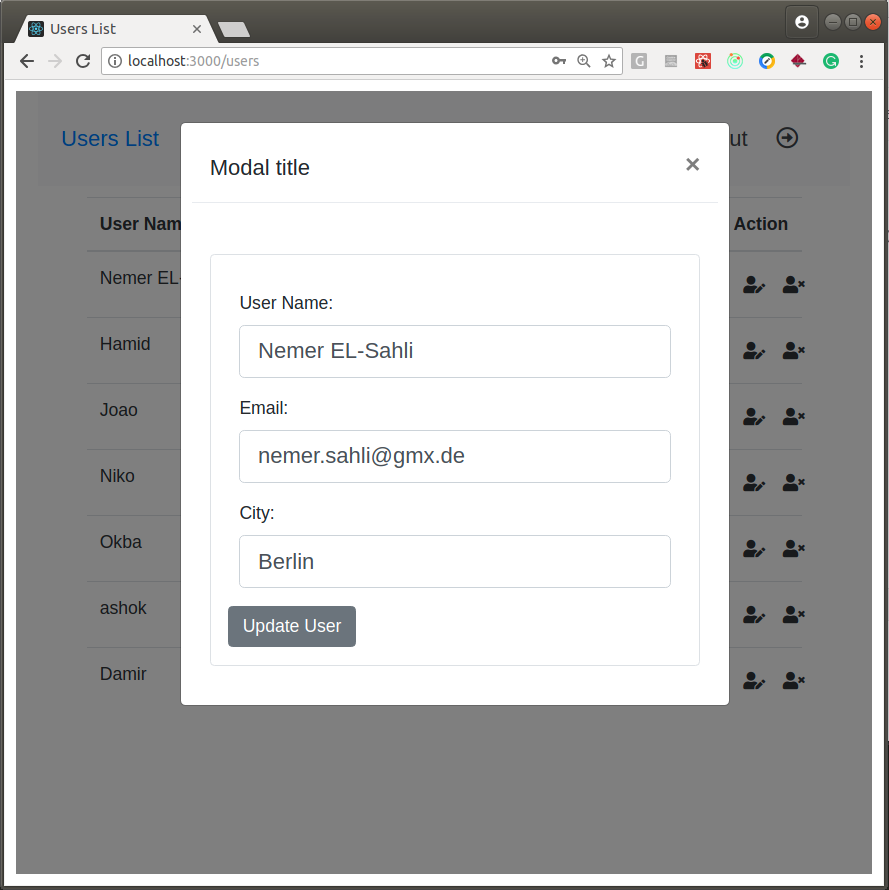 Users List
localhost:3000/users
Users List
ut
Modal title
×
User Nam
Action
Nemer EL-
Hamid
Joao
Niko
Okba
ashok
Damir
User Name:
Nemer EL-Sahli
Email:
nemer.sahli@gmx.de
City:
Berlin
Update User